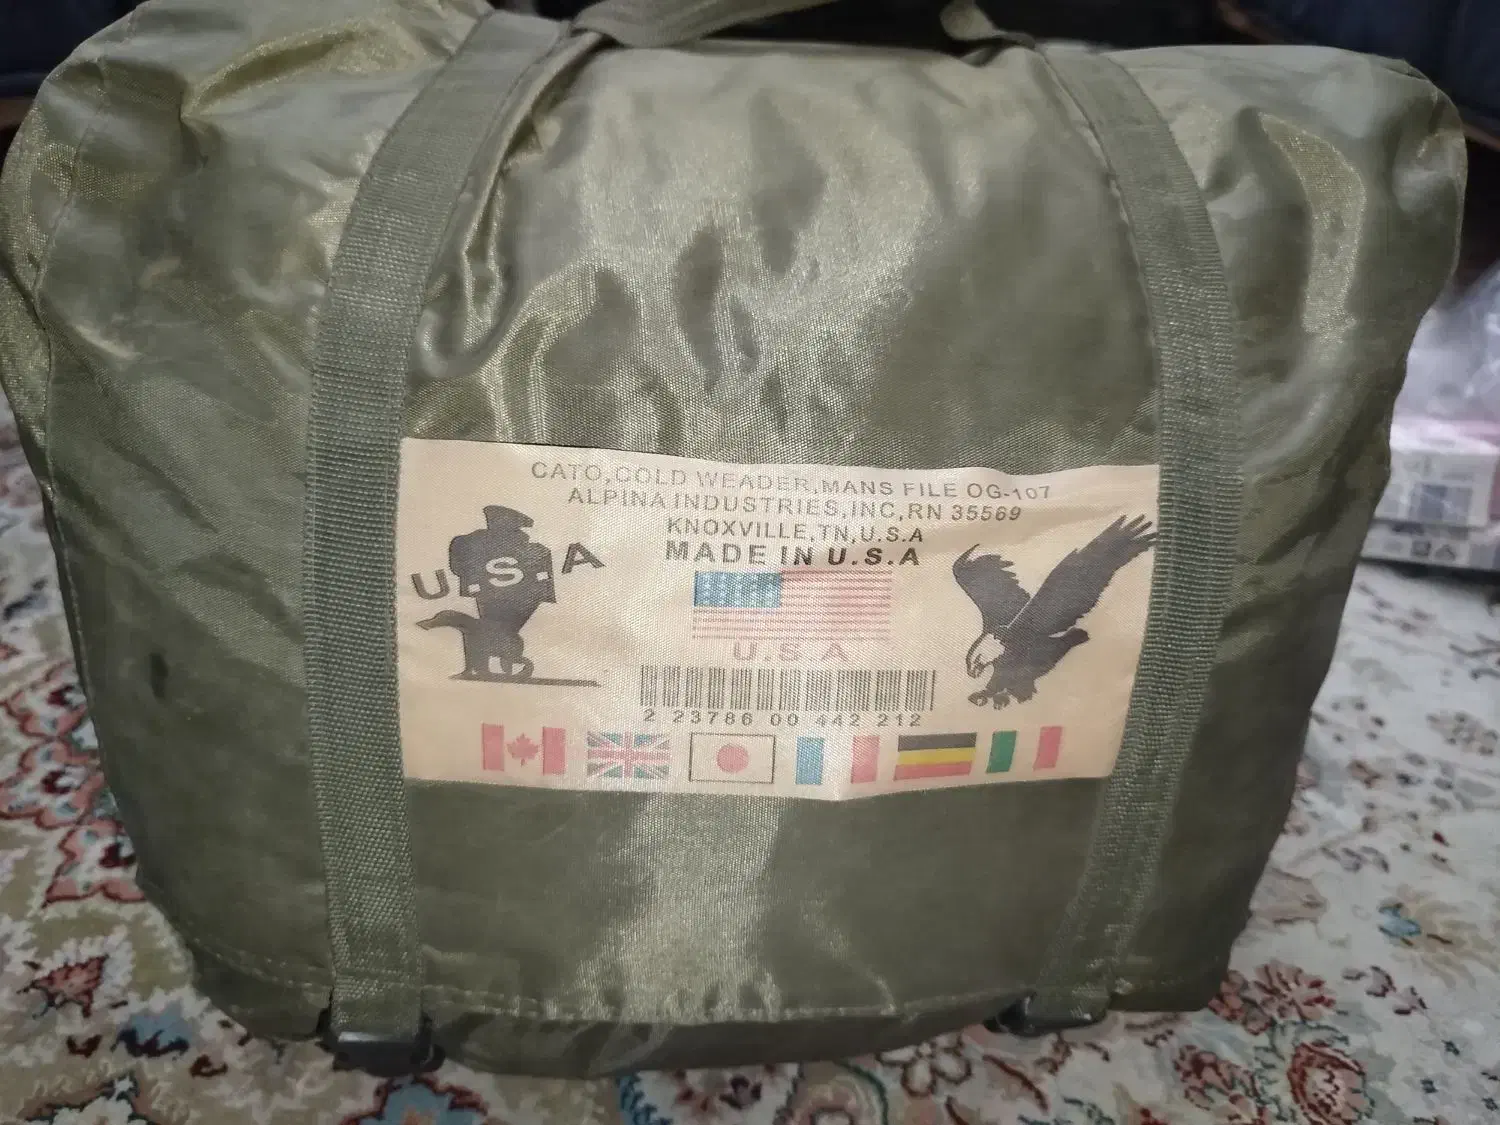 CATO,COLD WEADER,MANS FILE OG-107
ALPINA INDUSTRIES,INC,RN 35569
KNOXVILLE,TN,U.S.A
MADE IN U.S.A
U.S.A
U.S.A
2 23786 00 442 212